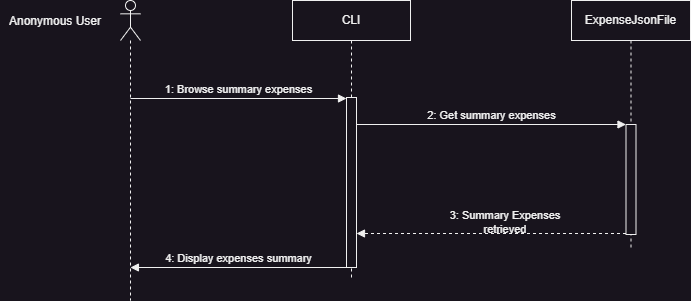 Anonymous User
CLI
ExpenseJsonFile
1: Browse summary expenses
2: Get summary expenses
3: Summary Expenses
retrieved
4: Display expenses summary